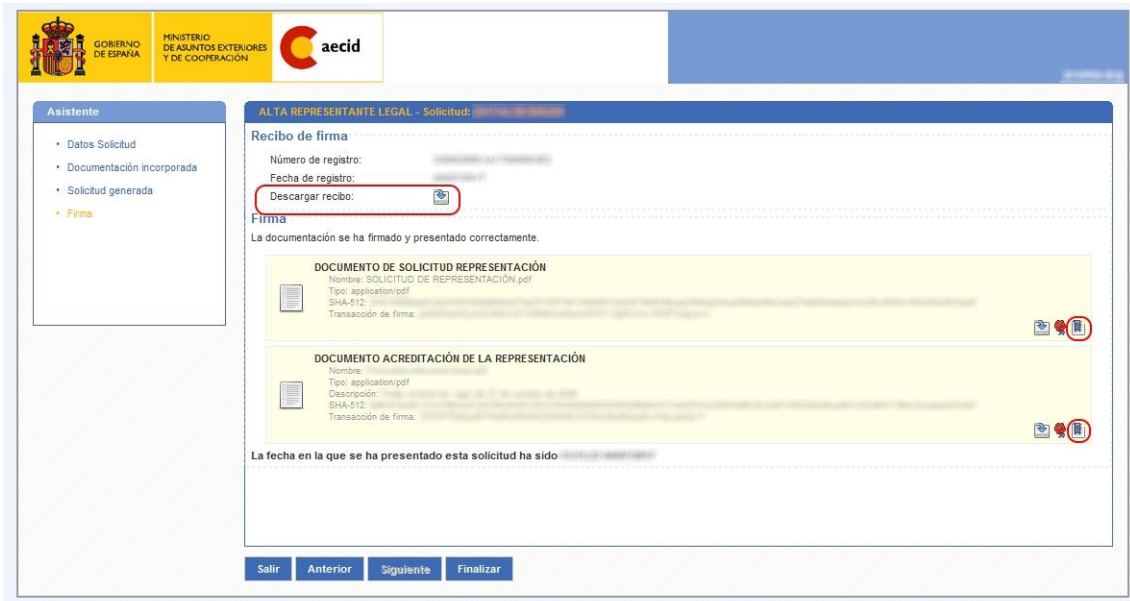 GOBIERNO
DE ESPAÑA
MINISTERIO
DE ASUNTOS EXTERIORES
Y DE COOPERACIÓN
aecid
Asistente
Datos Solicitud
Documentación incorporada
Solicitud generada
Firma
ALTA REPRESENTANTE LEGAL - Solicitud:
Recibo de firma
Número de registro:
Fecha de registro:
Descargar recibo:
Firma
La documentación se ha firmado y presentado correctamente.
DOCUMENTO DE SOLICITUD REPRESENTACIÓN
Nombre: SOLICITUD DE REPRESENTACIÓN.pdf
Tipo: application/pdf
SHA-512:
Transacción de firma:
DOCUMENTO ACREDITACIÓN DE LA REPRESENTACIÓN
Nombre:
Tipo: application/pdf
Descripción:
SHA-512:
Transacción de firma:
La fecha en la que se ha presentado esta solicitud ha sido
Salir Anterior Siguiente Finalizar